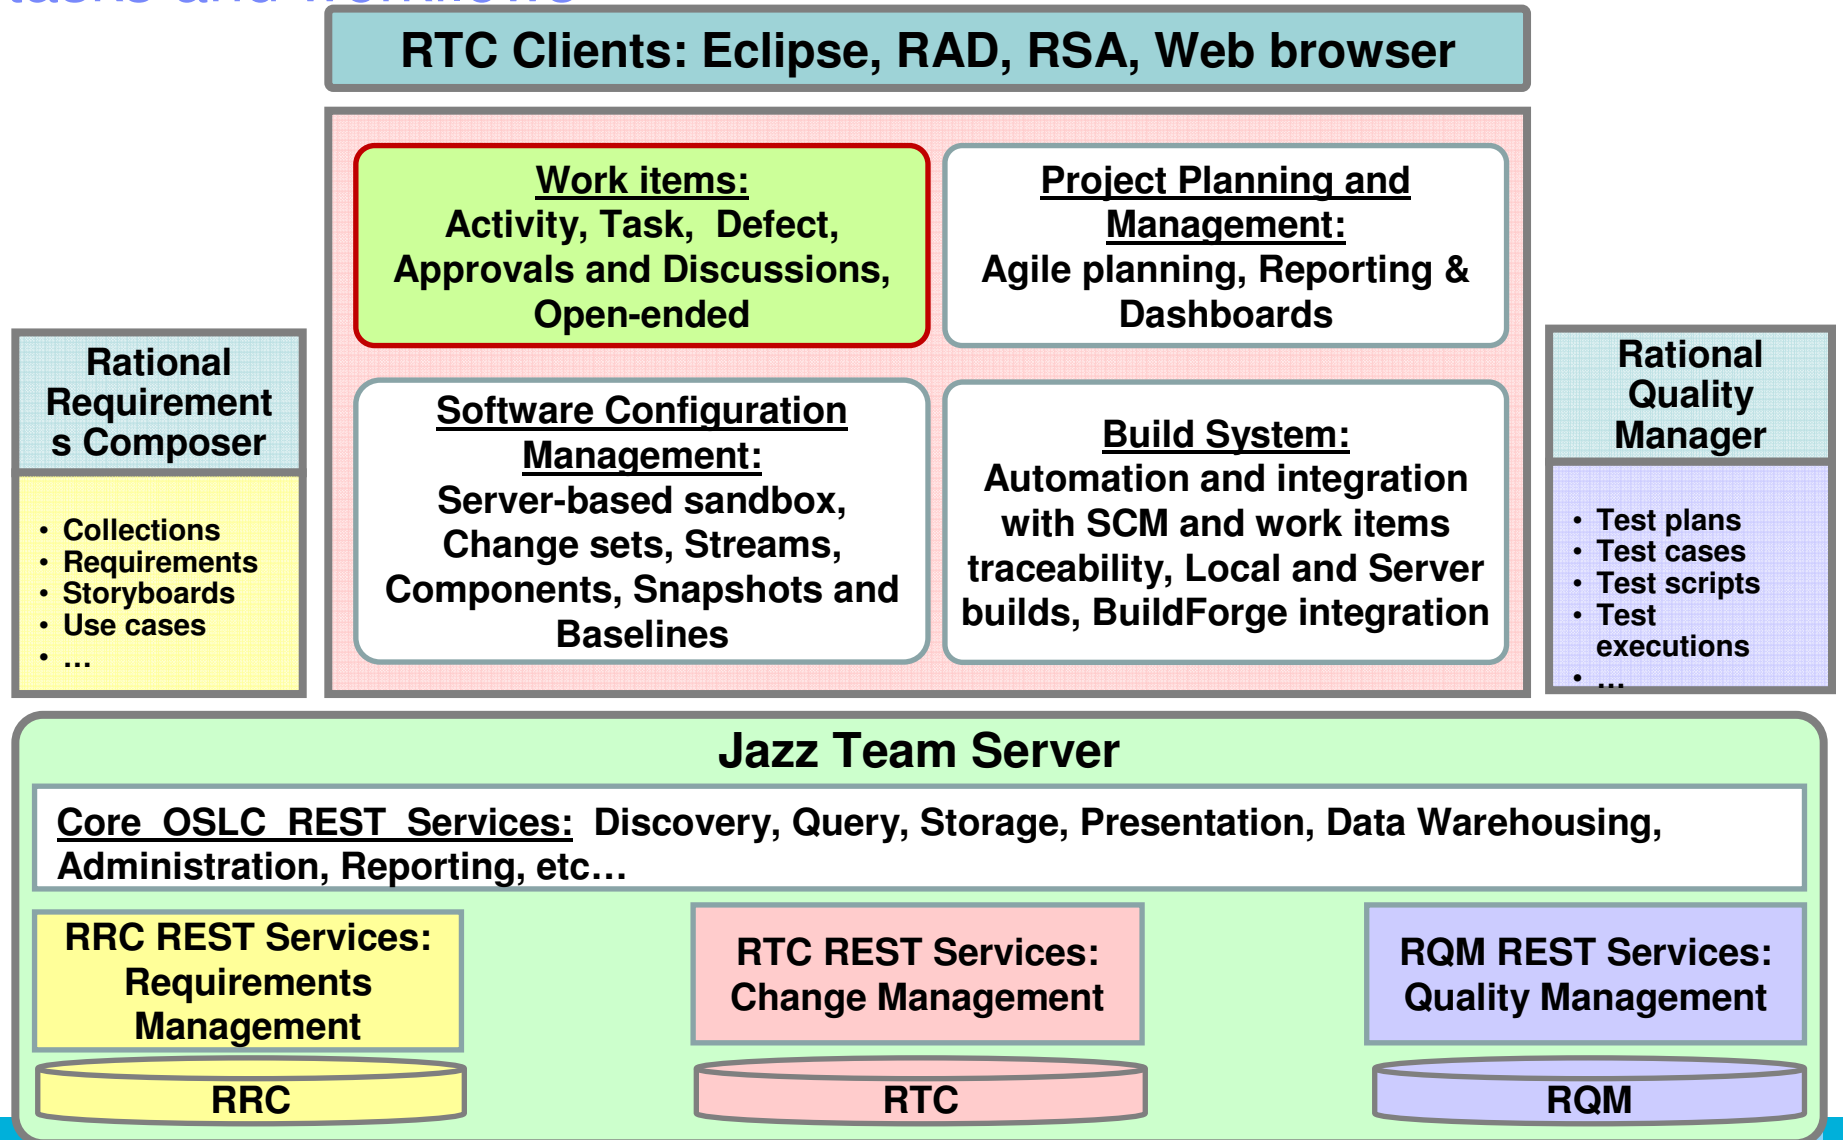 tasks and workflows
RTC Clients: Eclipse, RAD, RSA, Web browser
Work items:
Activity, Task, Defect,
Approvals and Discussions,
Open-ended
Project Planning and
Management:
Agile planning, Reporting &
Dashboards
Rational
Requirement
s Composer
• Collections
• Requirements
• Storyboards
• Use cases
• …
Software Configuration
Management:
Server-based sandbox,
Change sets, Streams,
Components, Snapshots and
Baselines
Build System:
Automation and integration
with SCM and work items
traceability, Local and Server
builds, BuildForge integration
Rational
Quality
Manager
• Test plans
• Test cases
• Test scripts
• Test
executions
• …
Jazz Team Server
Core OSLC REST Services: Discovery, Query, Storage, Presentation, Data Warehousing,
Administration, Reporting, etc…
RRC REST Services:
Requirements
Management
RTC REST Services:
Change Management
RQM REST Services:
Quality Management
RRC
RTC
RQM